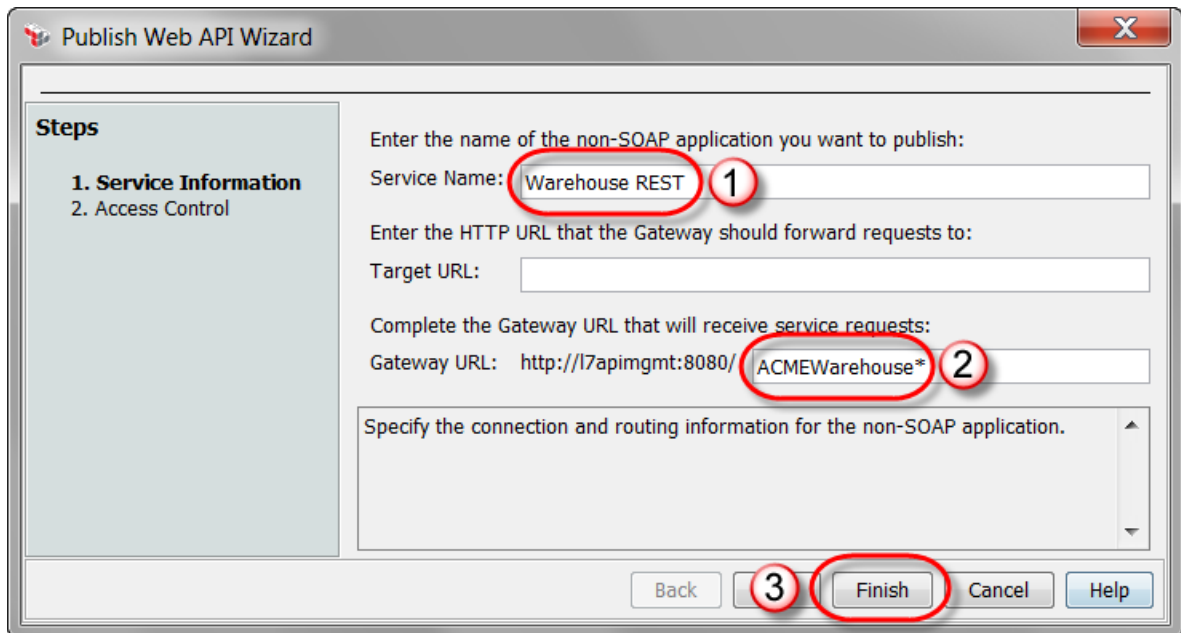 Publish Web API Wizard
X
Steps
1. Service Information
2. Access Control
Enter the name of the non-SOAP application you want to publish:
Service Name: Warehouse REST 1
Enter the HTTP URL that the Gateway should forward requests to:
Target URL:
Complete the Gateway URL that will receive service requests:
Gateway URL: http://l7apimgmt:8080/ ACMEWarehouse* 2
Specify the connection and routing information for the non-SOAP application.
Back 3 Finish Cancel Help